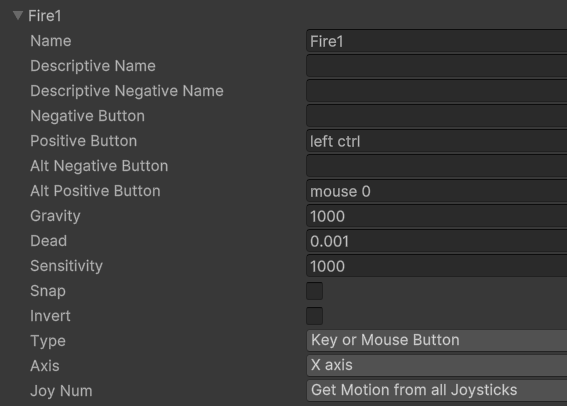 Fire1
Name Fire1
Descriptive Name
Descriptive Negative Name
Negative Button
Positive Button left ctrl
Alt Negative Button
Alt Positive Button mouse 0
Gravity 1000
Dead 0.001
Sensitivity 1000
Snap
Invert
Type Key or Mouse Button
Axis X axis
Joy Num Get Motion from all Joysticks